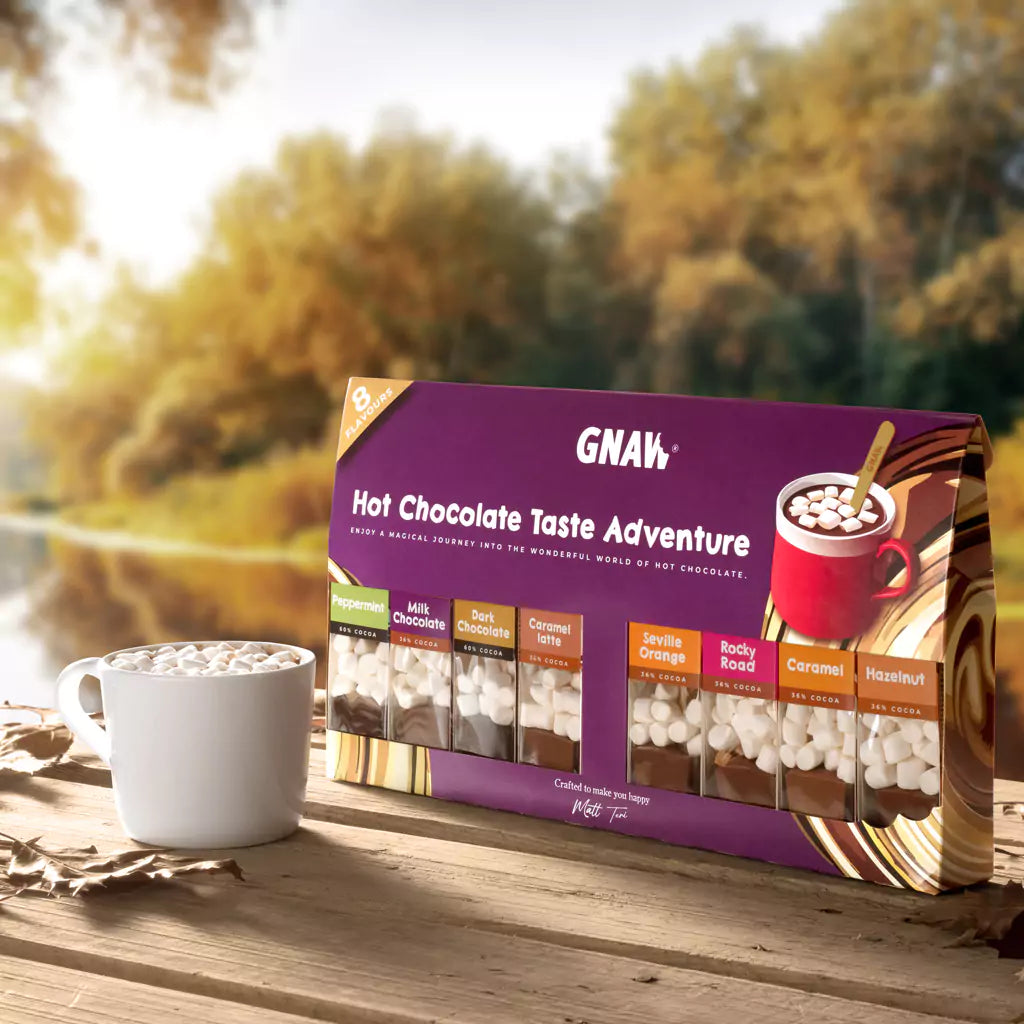 8
FLAVOURS
GNAW®
Hot Chocolate Taste Adventure
ENJOY A MAGICAL JOURNEY INTO THE WONDERFUL WORLD OF HOT CHOCOLATE.
GNAW
Peppermint
60% COCOA
Milk
Chocolate
36% COCOA
Dark
Chocolate
60% COCOA
Caramel
latte
36% COCOA
Seville
Orange
36% COCOA
Rocky
Road
36% COCOA
Caramel
36% COCOA
Hazelnut
36% COCOA
Crafted to make you happy
Matt Teri